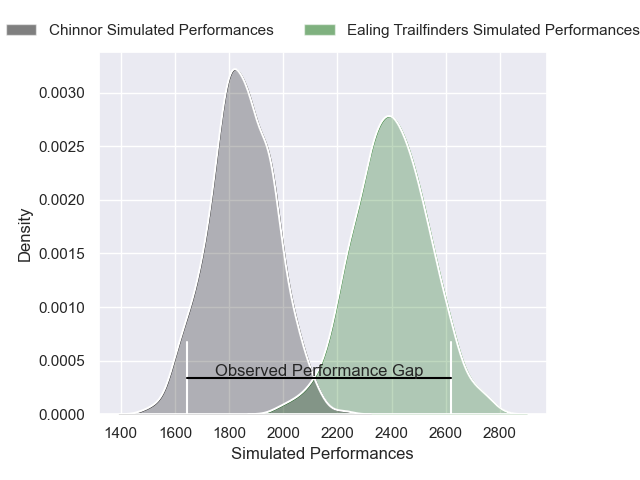 Chinnor Simulated Performances
Ealing Trailfinders Simulated Performances
0.0030
0.0025
0.0020
0.0015
0.0010
0.0005
0.0000
Density
Observed Performance Gap
1400 1600 1800 2000 2200 2400 2600 2800
Simulated Performances